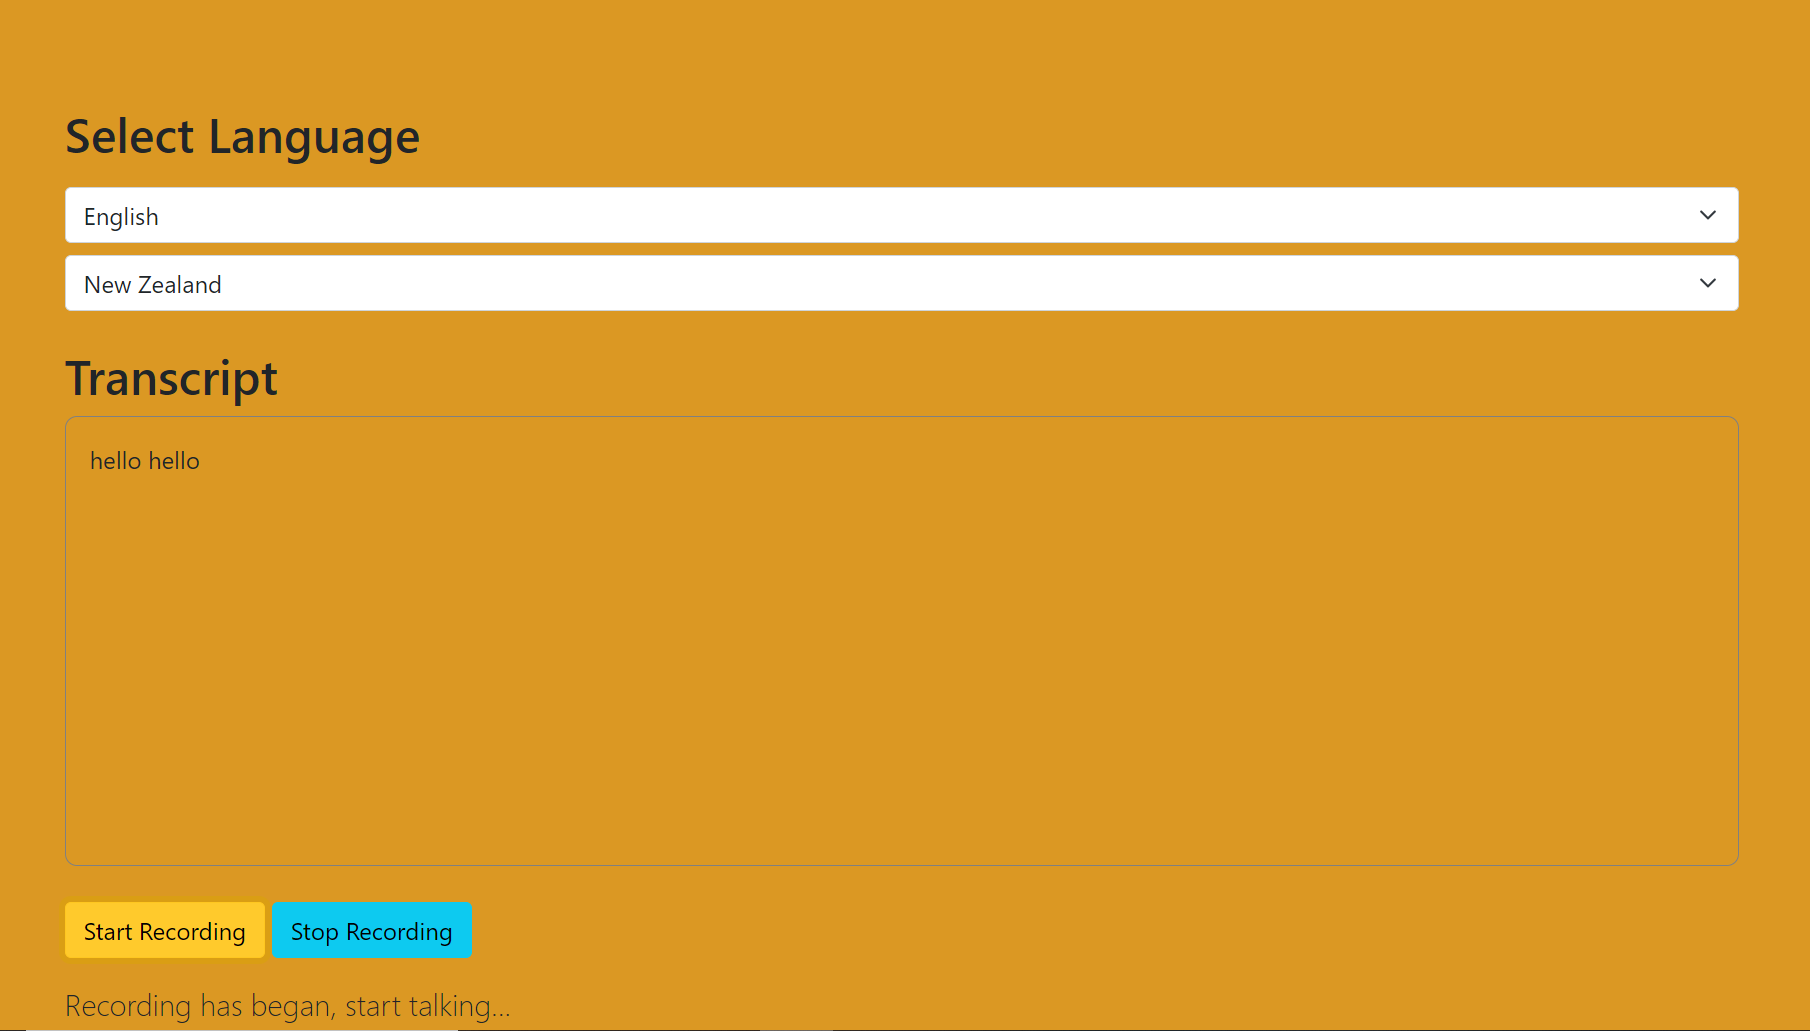 Select Language
English
New Zealand
Transcript
hello hello
Start Recording Stop Recording
Recording has began, start talking...